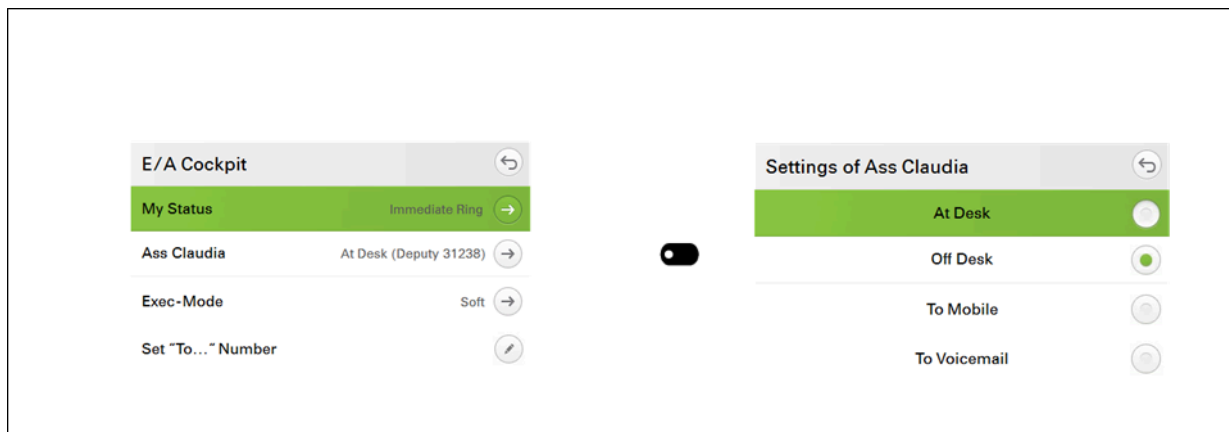 E/A Cockpit
My Status Immediate Ring
Ass Claudia At Desk (Deputy 31238)
Exec-Mode Soft
Set “To…“ Number
Settings of Ass Claudia
At Desk
Off Desk
To Mobile
To Voicemail